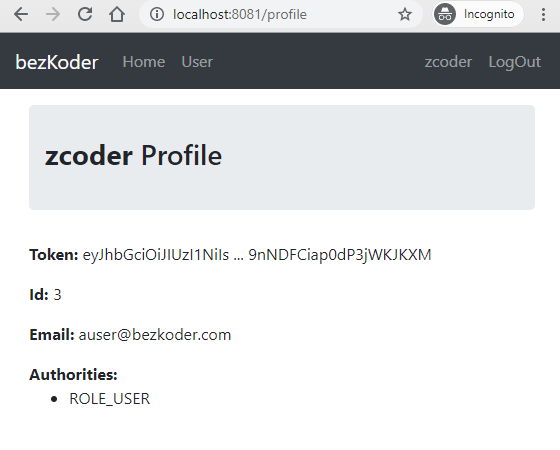 localhost:8081/profile
Incognito
bezKoder Home User zcoder LogOut
zcoder Profile
Token: eyJhbGciOiJIUzI1NiIs ... 9nNDFCiap0dP3jWKJKXM
Id: 3
Email: auser@bezkoder.com
Authorities:
• ROLE_USER